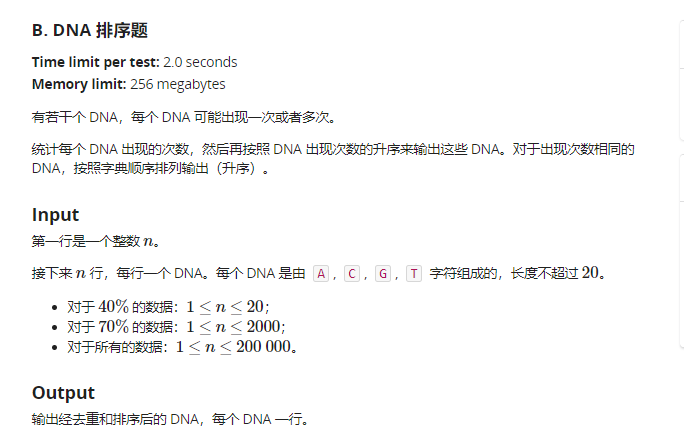 B. DNA 排序题
Time limit per test: 2.0 seconds
Memory limit: 256 megabytes
有若干个 DNA，每个 DNA 可能出现一次或者多次。
统计每个 DNA 出现的次数，然后再按照 DNA 出现次数的升序来输出这些 DNA。对于出现次数相同的
DNA，按照字典顺序排列输出（升序）。
Input
第一行是一个整数 n。
接下来 n 行，每行一个 DNA。每个 DNA 是由 A , C , G , T 字符组成的，长度不超过 20。
• 对于 40% 的数据：1 ≤ n ≤ 20；
• 对于 70% 的数据：1 ≤ n ≤ 2000；
• 对于所有的数据：1 ≤ n ≤ 200 000。
Output
输出经去重和排序后的 DNA，每个 DNA 一行。